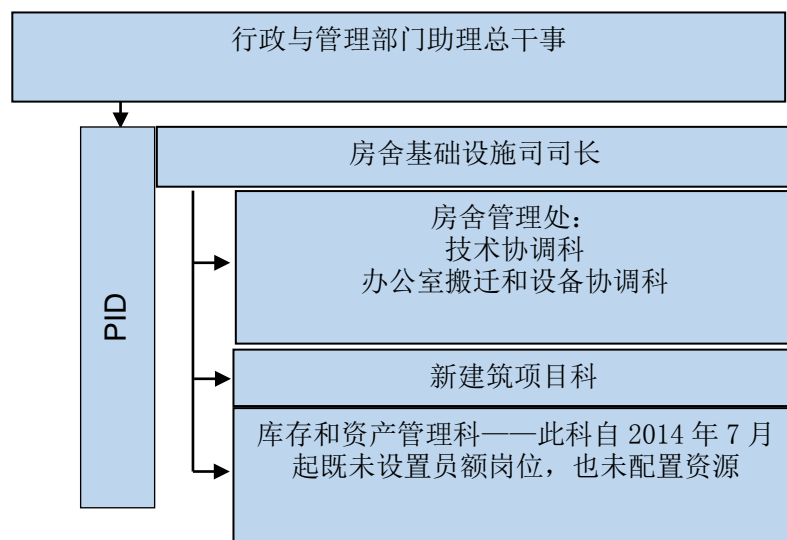 行政与管理部门助理总干事
PID
房舍基础设施司司长
房舍管理处：
技术协调科
办公室搬迁和设备协调科
新建筑项目科
库存和资产管理科——此科自 2014 年 7 月
起既未设置员额岗位，也未配置资源